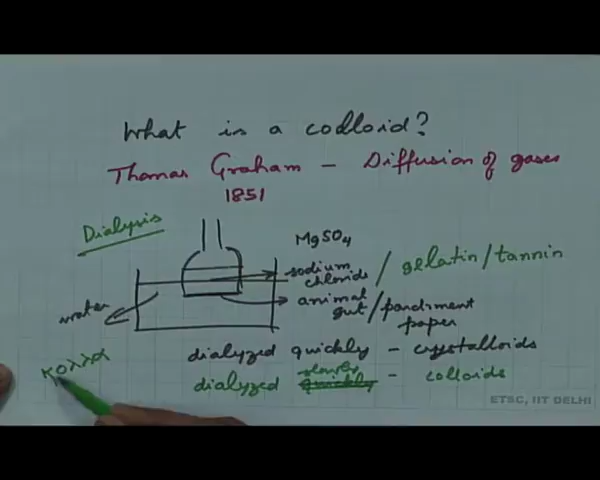 What is a colloid?
Thomas Graham - Diffusion of gases
1851
Dialysis
MgSO4
sodium chloride / gelatin/tannin
animal gut/parchment paper
water
dialyzed quickly - crystalloids
κολλα
dialyzed slowly quickly - colloids
ETSC, IIT DELHI